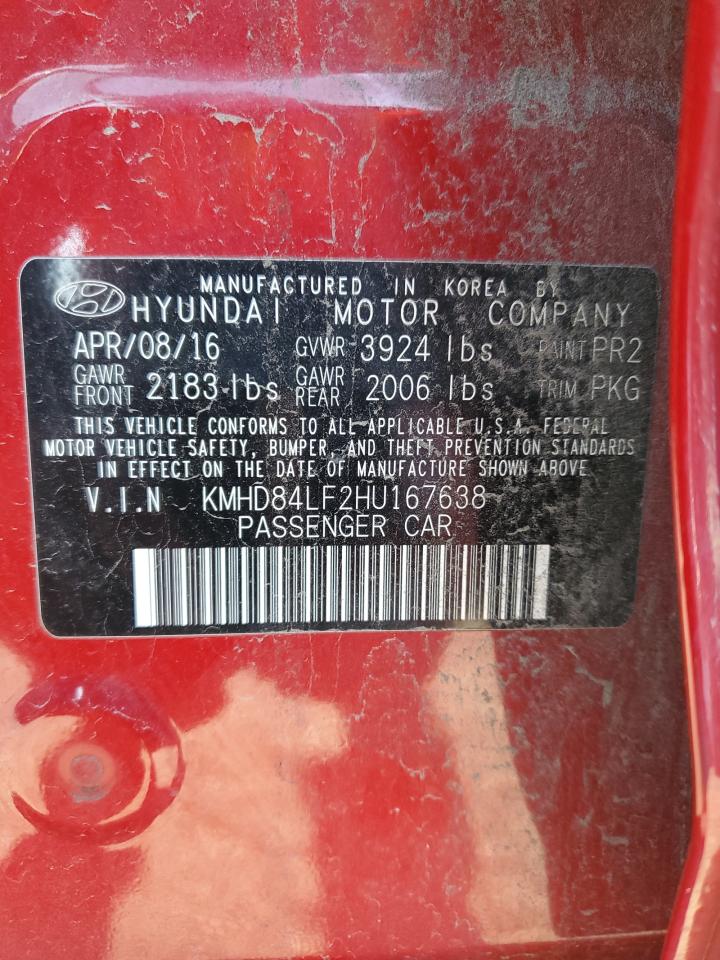 MANUFACTURED IN KOREA BY
HYUNDAI MOTOR COMPANY
APR/08/16 GVWR 3924 lbs PAINT PR2
GAWR FRONT 2183 lbs GAWR REAR 2006 lbs TRIM PKG
THIS VEHICLE CONFORMS TO ALL APPLICABLE U.S.A. FEDERAL
MOTOR VEHICLE SAFETY, BUMPER, AND THEFT PREVENTION STANDARDS
IN EFFECT ON THE DATE OF MANUFACTURE SHOWN ABOVE
V.I.N KMHD84LF2HU167638
PASSENGER CAR